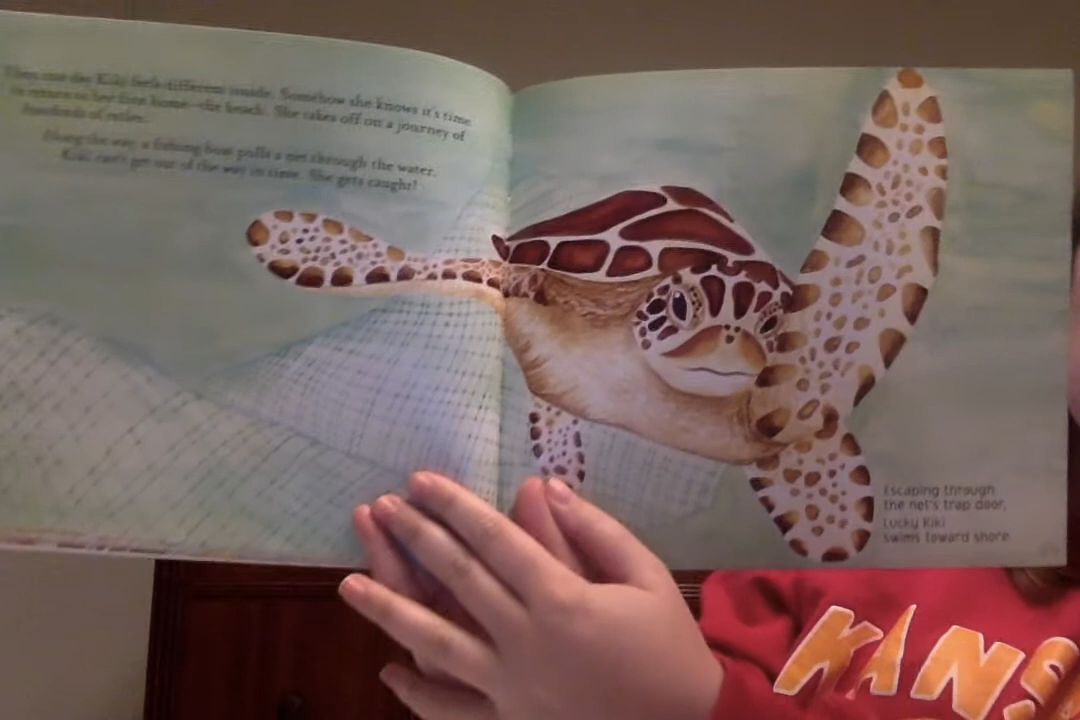 Then one day Kiki feels different inside. Somehow she knows it's time
to return to her first home—the beach. She takes off on a journey of
hundreds of miles.
Along the way, a fishing boat pulls a net through the water.
Kiki can't get out of the way in time. She gets caught!
Escaping through
the net's trap door,
Lucky Kiki
swims toward shore.
KANS